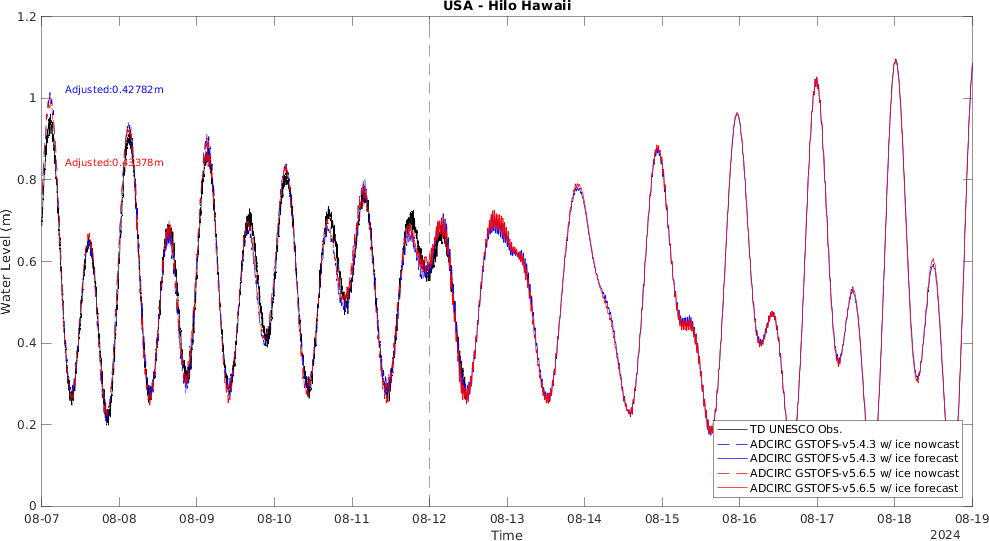 USA - Hilo Hawaii
1.2
1
0.8
0.6
0.4
0.2
0
Water Level (m)
Adjusted:0.42782m
Adjusted:0.43378m
TD UNESCO Obs.
ADCIRC GSTOFS-v5.4.3 w/ ice nowcast
ADCIRC GSTOFS-v5.4.3 w/ ice forecast
ADCIRC GSTOFS-v5.6.5 w/ ice nowcast
ADCIRC GSTOFS-v5.6.5 w/ ice forecast
08-07 08-08 08-09 08-10 08-11 08-12 08-13 08-14 08-15 08-16 08-17 08-18 08-19
Time
2024